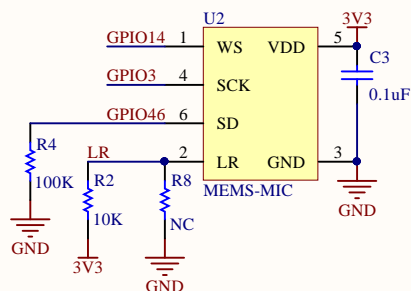 U2
3V3
GPIO14 1 WS VDD 5
C3
GPIO3 4 SCK
0.1uF
GPIO46 6 SD
R4 LR 2 LR GND 3
100K R2 R8 MEMS-MIC
10K NC
GND
GND
3V3 GND